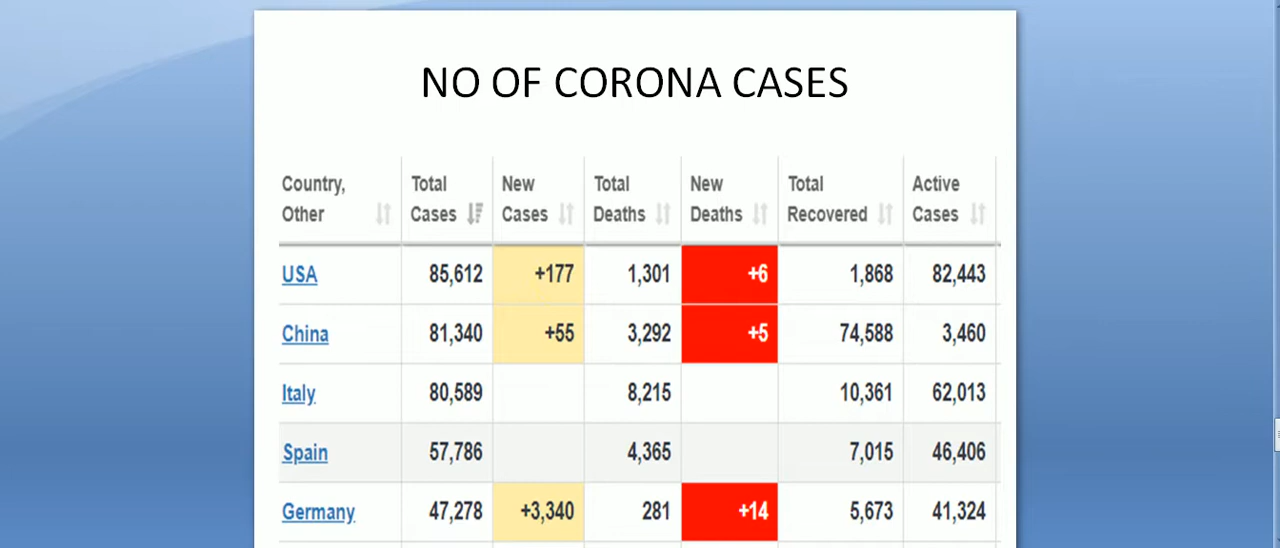 NO OF CORONA CASES
Country, Other Total Cases New Cases Total Deaths New Deaths Total Recovered Active Cases
USA 85,612 +177 1,301 +6 1,868 82,443
China 81,340 +55 3,292 +5 74,588 3,460
Italy 80,589 8,215 10,361 62,013
Spain 57,786 4,365 7,015 46,406
Germany 47,278 +3,340 281 +14 5,673 41,324